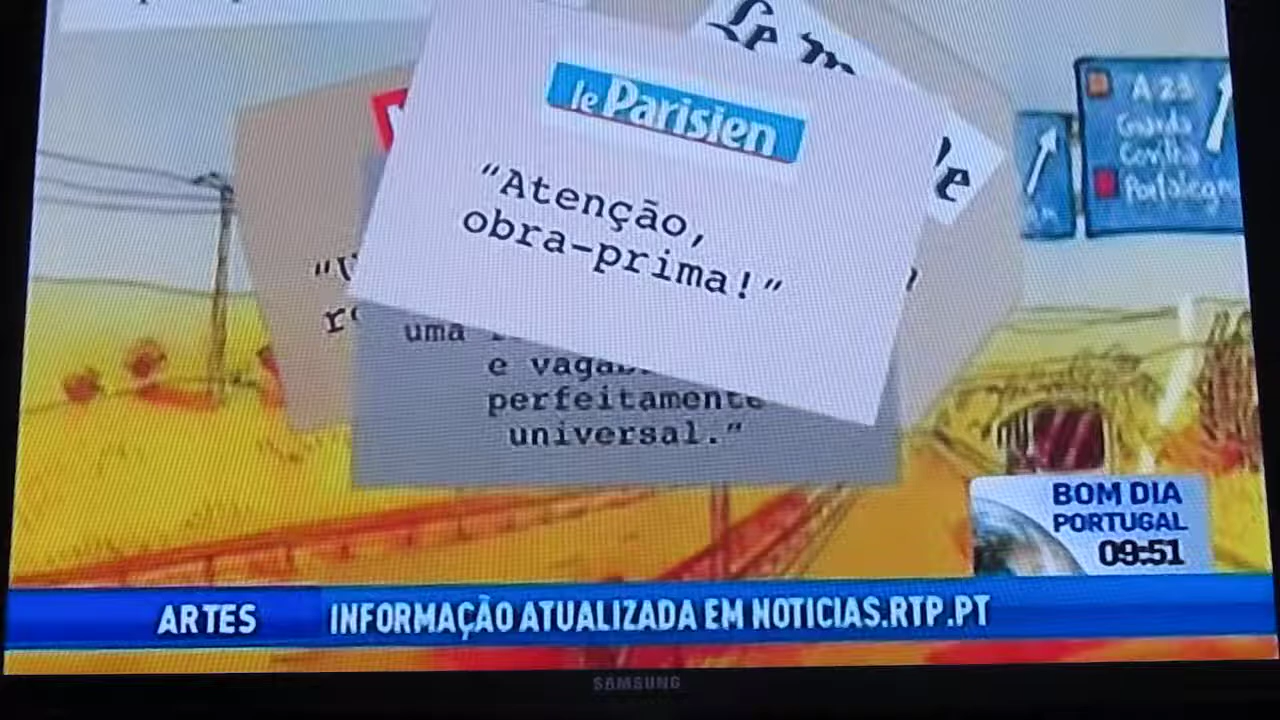 le Parisien
"Atenção,
obra-prima!"
uma
e
perfeitamente
universal."
A23
Guarda
Covilhã
Portalegre
BOM DIA
PORTUGAL
09:51
ARTES
INFORMAÇÃO ATUALIZADA EM NOTICIAS.RTP.PT
SAMSUNG